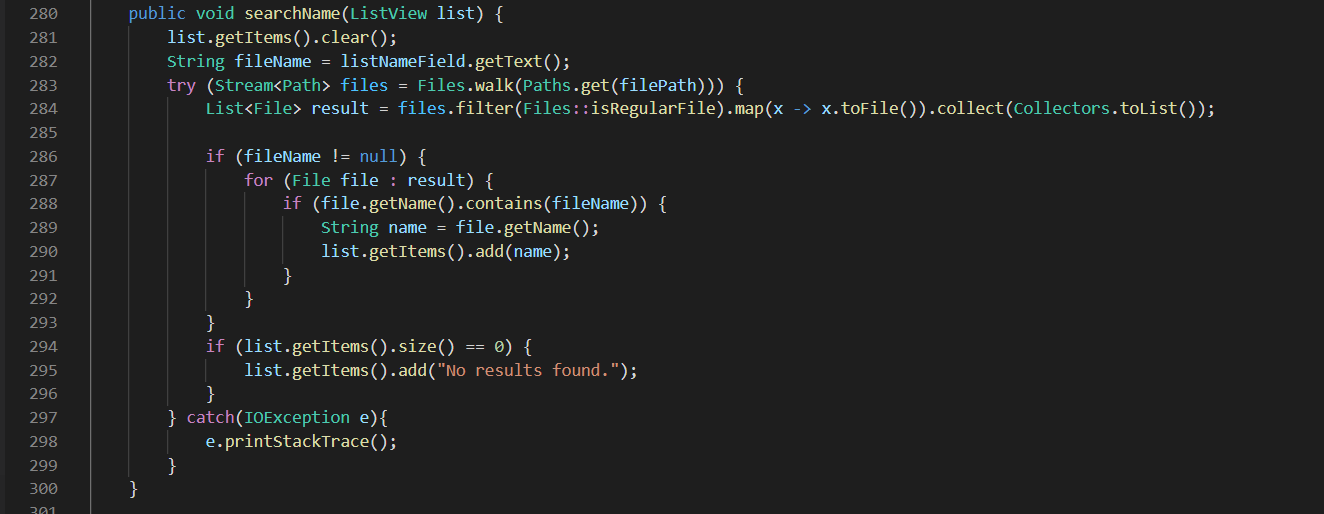 280 public void searchName(ListView list) {
281 list.getItems().clear();
282 String fileName = listNameField.getText();
283 try (Stream<Path> files = Files.walk(Paths.get(filePath))) {
284 List<File> result = files.filter(Files::isRegularFile).map(x -> x.toFile()).collect(Collectors.toList());
285
286 if (fileName != null) {
287 for (File file : result) {
288 if (file.getName().contains(fileName)) {
289 String name = file.getName();
290 list.getItems().add(name);
291 }
292 }
293 }
294 if (list.getItems().size() == 0) {
295 list.getItems().add("No results found.");
296 }
297 } catch(IOException e){
298 e.printStackTrace();
299 }
300 }
301